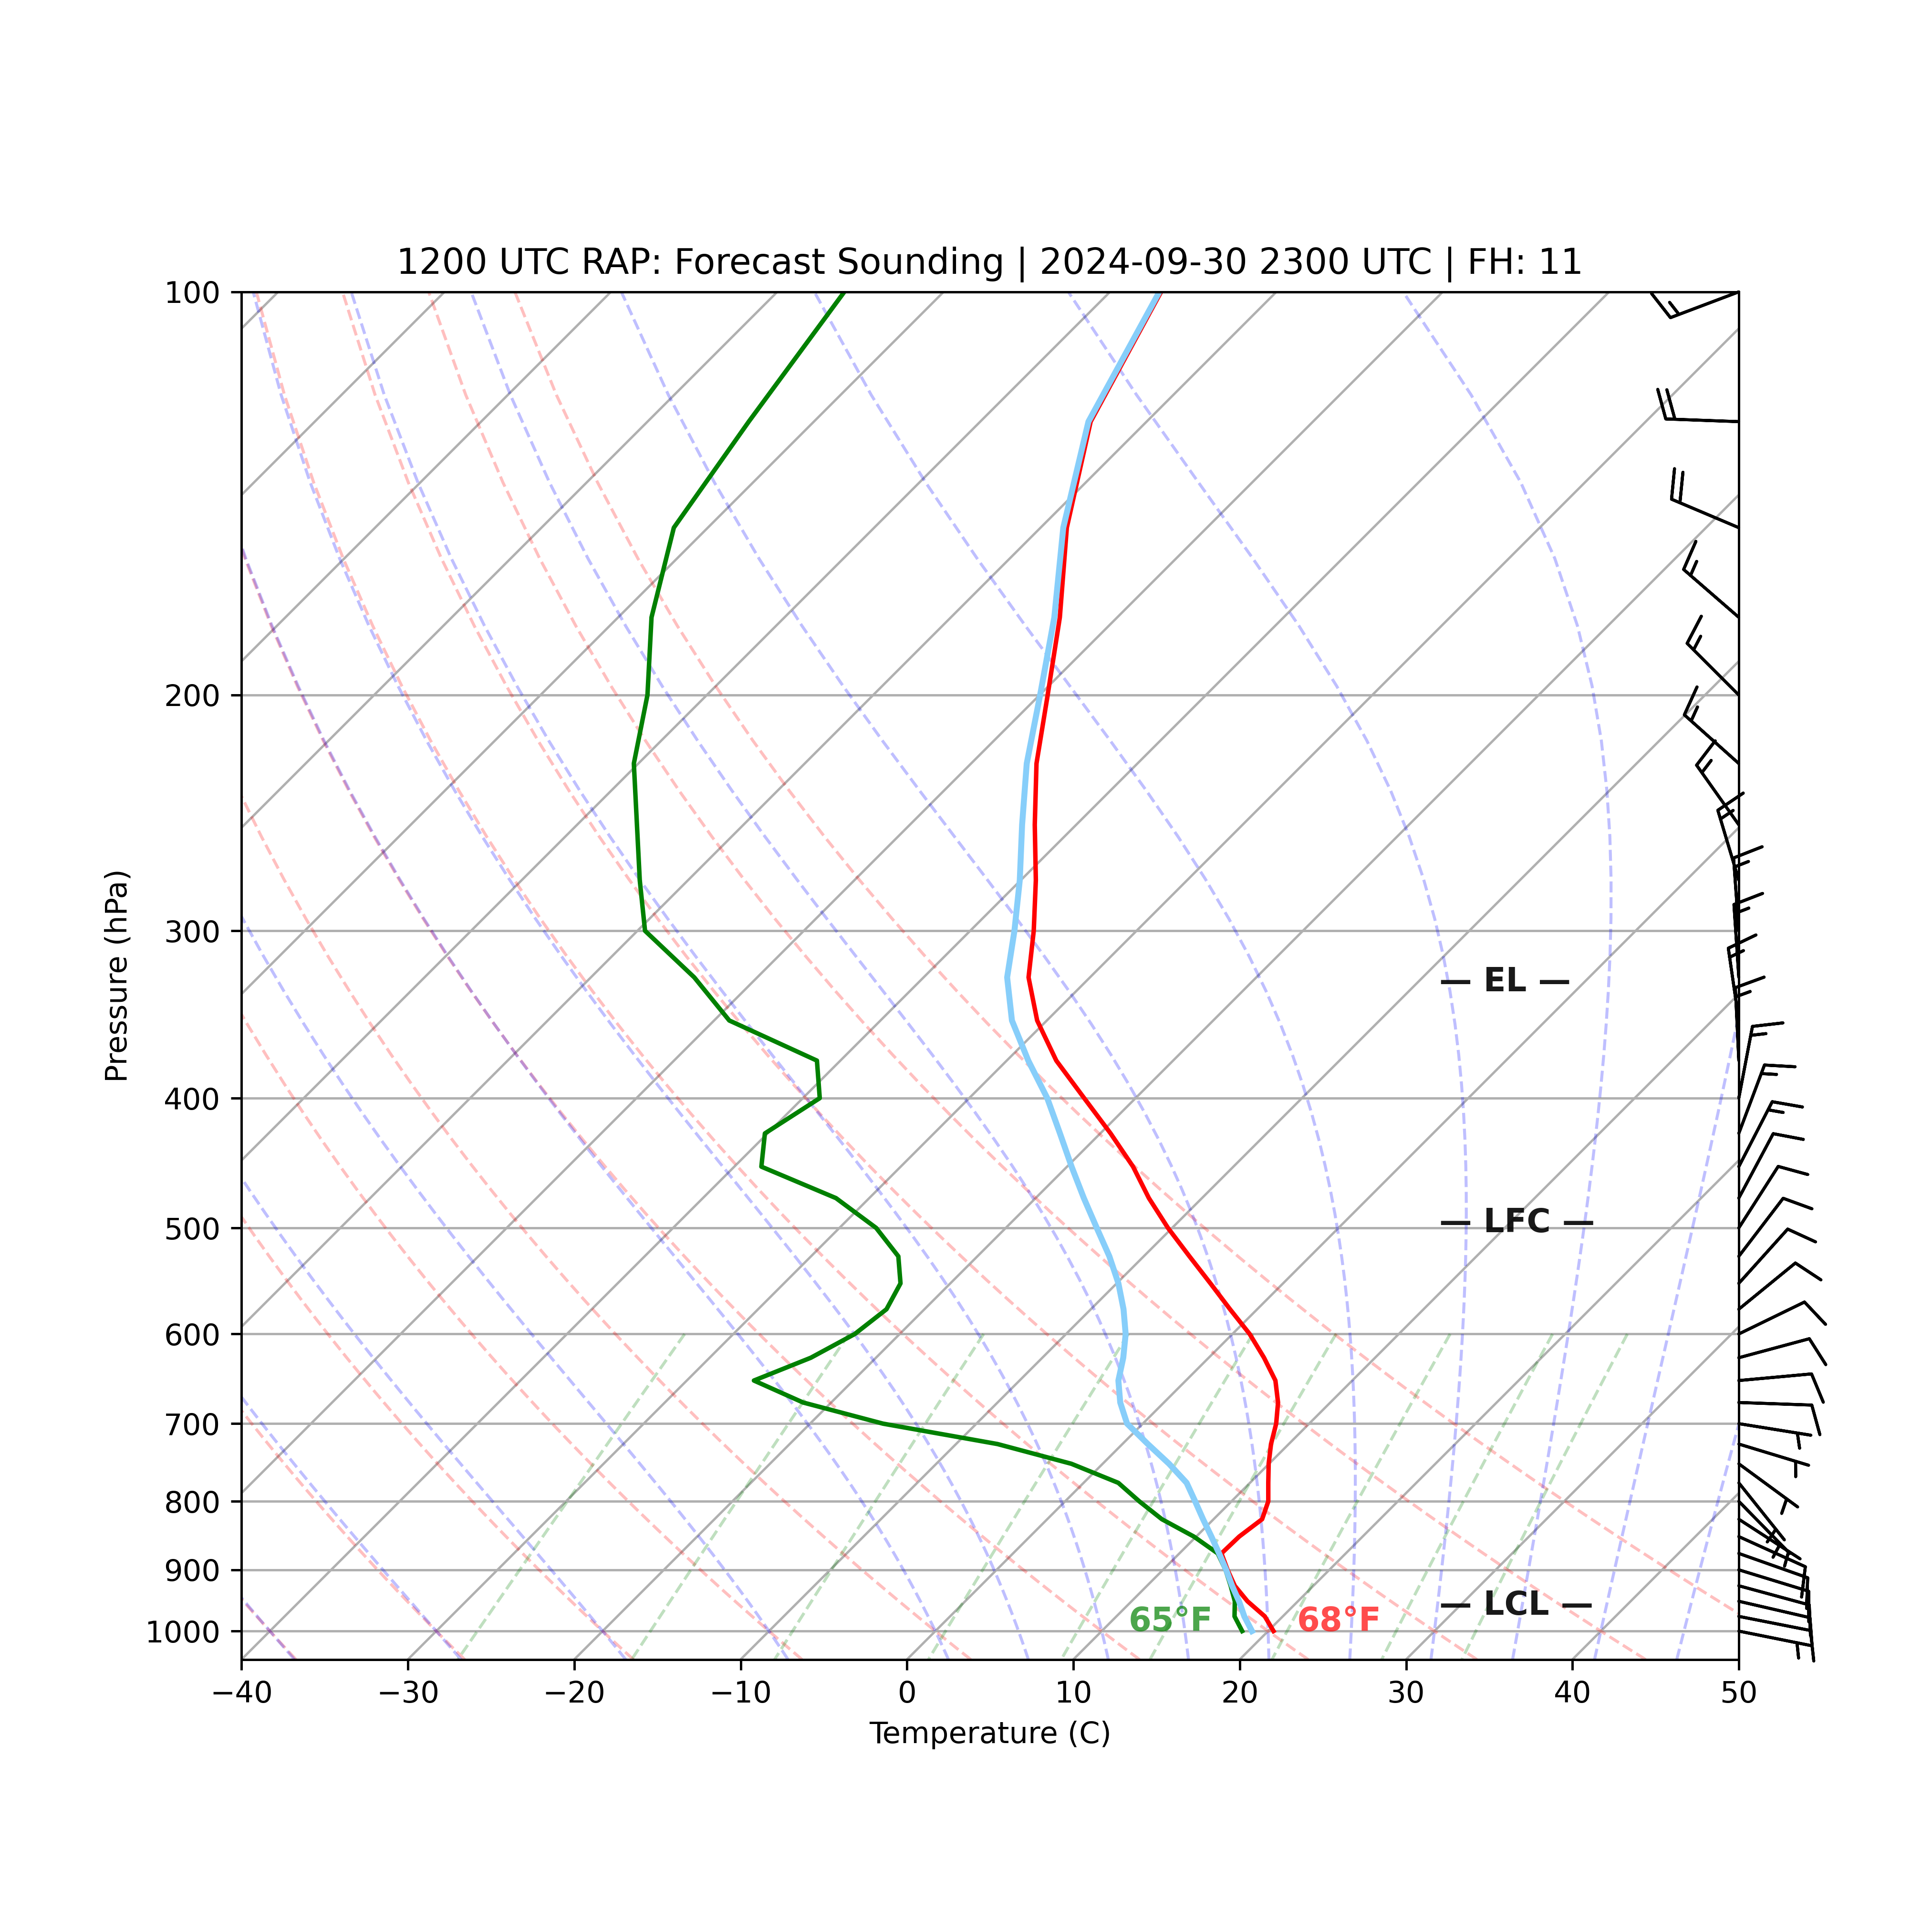 1200 UTC RAP: Forecast Sounding | 2024-09-30 2300 UTC | FH: 11
100
200
300
— EL —
400
500
— LFC —
600
700
800
900
— LCL —
1000
65°F
68°F
Pressure (hPa)
−40 −30 −20 −10 0 10 20 30 40 50
Temperature (C)